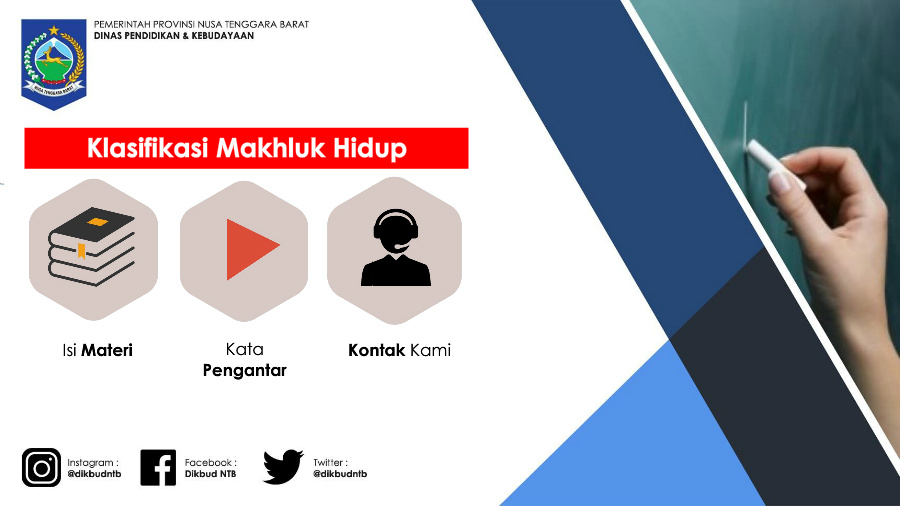 PEMERINTAH PROVINSI NUSA TENGGARA BARAT
DINAS PENDIDIKAN & KEBUDAYAAN
NUSA TENGGARA BARAT
Klasifikasi Makhluk Hidup
Isi Materi
Kata
Pengantar
Kontak Kami
Instagram :
@dikbudntb
Facebook :
Dikbud NTB
Twitter :
@dikbudntb